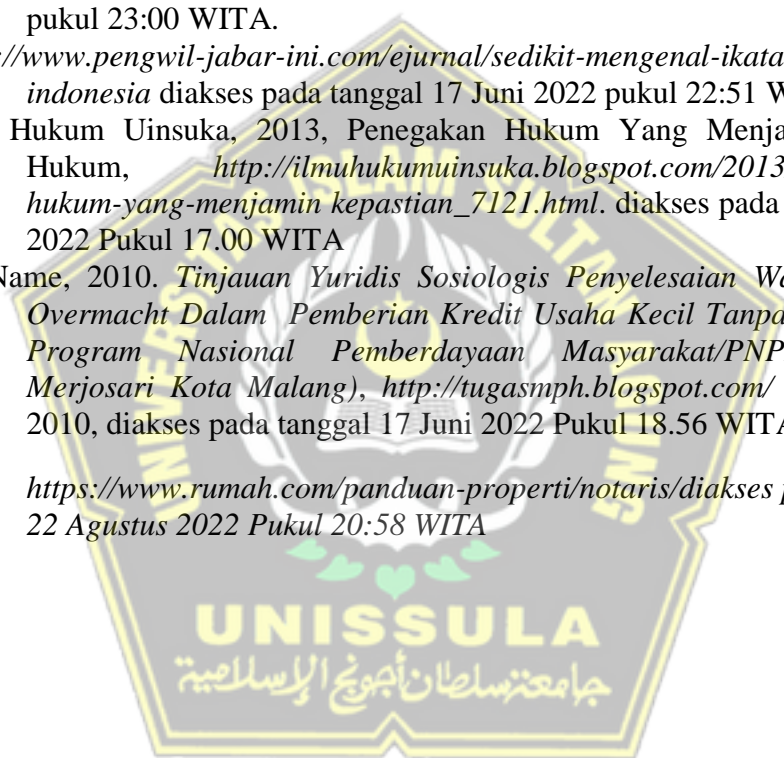 pukul 23:00 WITA.
://www.pengwil-jabar-ini.com/ejurnal/sedikit-mengenal-ikata
indonesia diakses pada tanggal 17 Juni 2022 pukul 22:51 W
Hukum Uinsuka, 2013, Penegakan Hukum Yang Menja
Hukum, http://ilmuhukumuinsuka.blogspot.com/2013
hukum-yang-menjamin kepastian_7121.html. diakses pada
2022 Pukul 17.00 WITA
Name, 2010. Tinjauan Yuridis Sosiologis Penyelesaian Wa
Overmacht Dalam Pemberian Kredit Usaha Kecil Tanpa
Program Nasional Pemberdayaan Masyarakat/PNP
Merjosari Kota Malang), http://tugasmph.blogspot.com/
2010, diakses pada tanggal 17 Juni 2022 Pukul 18.56 WITA
https://www.rumah.com/panduan-properti/notaris/diakses p
22 Agustus 2022 Pukul 20:58 WITA
UNIVERSITAS ISLAM SULTAN AGUNG
UNISSULA
جامعتنسلطان أجونج الإسلامية